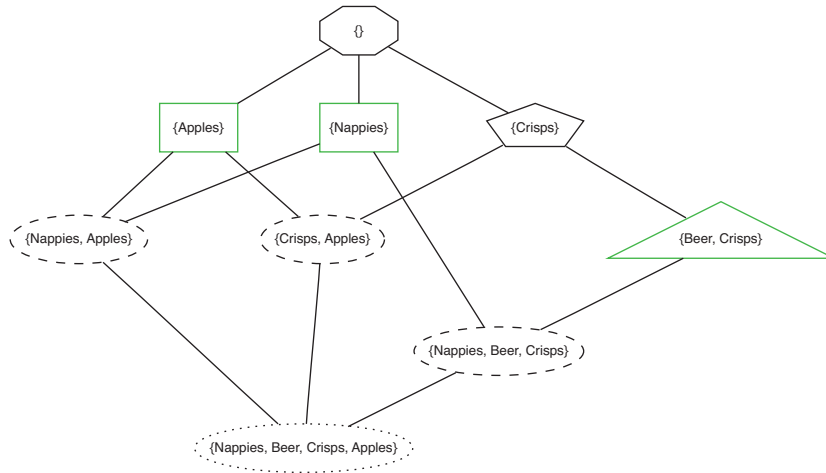 {}
{Apples}
{Nappies}
{Crisps}
{Nappies, Apples}
{Crisps, Apples}
{Beer, Crisps}
{Nappies, Beer, Crisps}
{Nappies, Beer, Crisps, Apples}